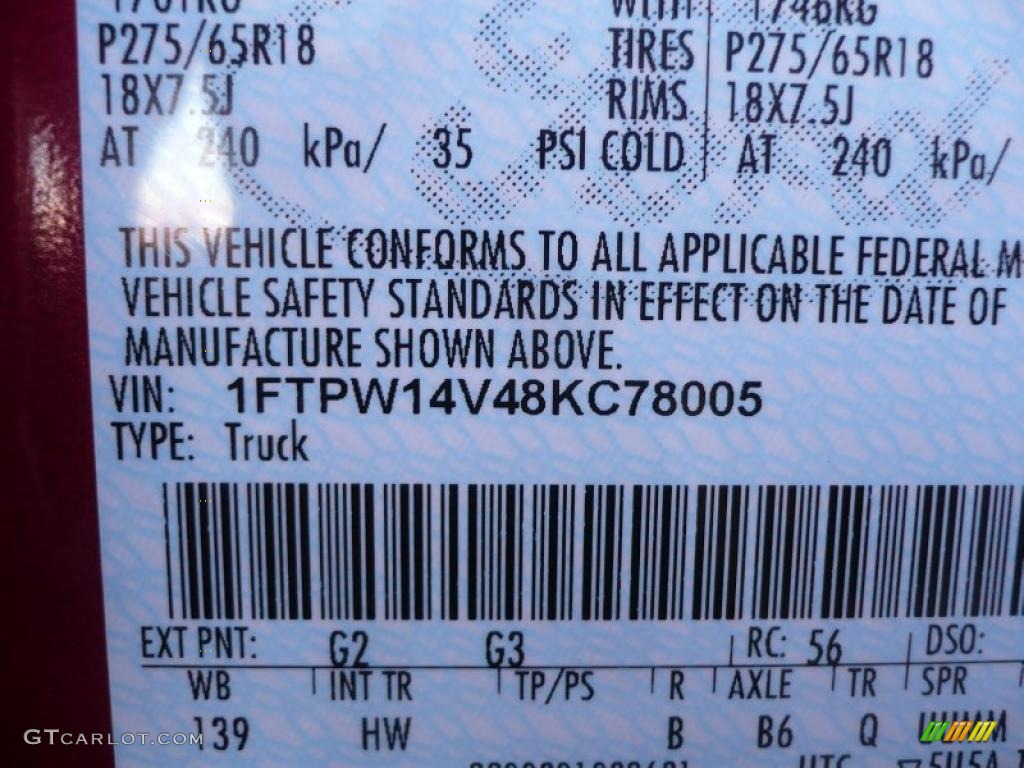 WITH 1746KG
P275/65R18 TIRES P275/65R18
18X7.5J RIMS 18X7.5J
AT 240 kPa/ 35 PSI COLD AT 240 kPa/
THIS VEHICLE CONFORMS TO ALL APPLICABLE FEDERAL M
VEHICLE SAFETY STANDARDS IN EFFECT ON THE DATE OF
MANUFACTURE SHOWN ABOVE.
VIN: 1FTPW14V48KC78005
TYPE: Truck
EXT PNT: G2 G3 RC: 56 DSO:
WB INT TR TP/PS R AXLE TR SPR
139 HW B B6 Q
UTC
GTCARLOT.COM